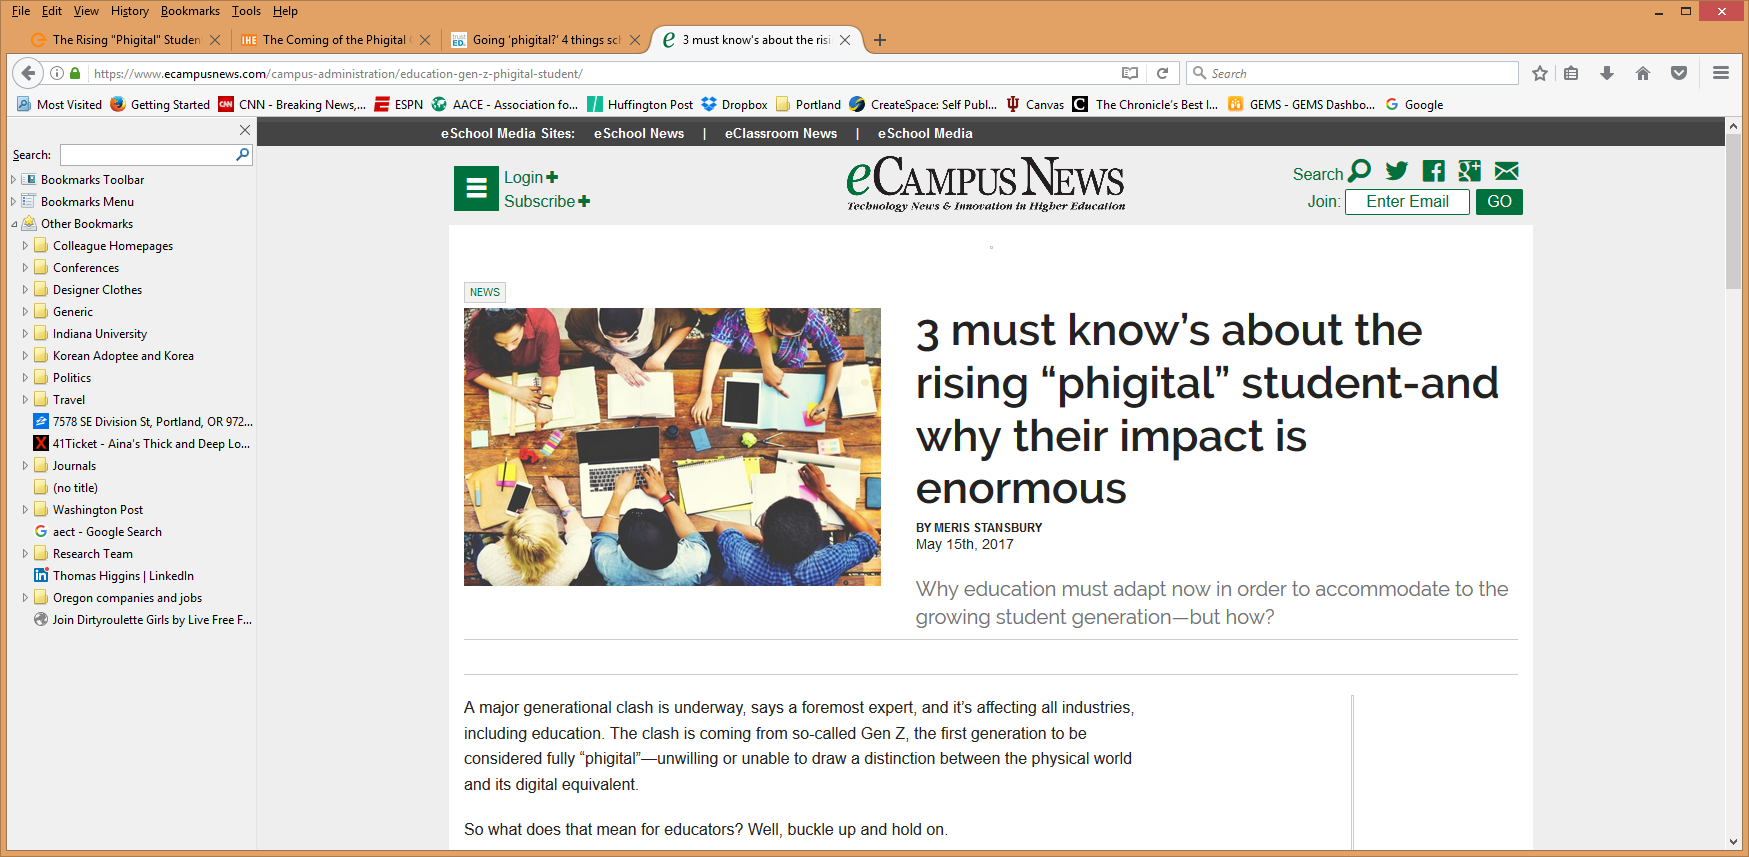 File Edit View History Bookmarks Tools Help
The Rising "Phigital" Studen
IHE The Coming of the Phigital
trust ED. Going 'phigital?' 4 things sc
e 3 must know's about the risi
https://www.ecampusnews.com/campus-administration/education-gen-z-phigital-student/
Search
Most Visited Getting Started CNN - Breaking News,... ESPN AACE - Association fo... Huffington Post Dropbox Portland CreateSpace: Self Publ... Canvas The Chronicle's Best I... GEMS - GEMS Dashbo... Google
Search:
Bookmarks Toolbar
Bookmarks Menu
Other Bookmarks
Colleague Homepages
Conferences
Designer Clothes
Generic
Indiana University
Korean Adoptee and Korea
Politics
Travel
7578 SE Division St, Portland, OR 972...
41Ticket - Aina's Thick and Deep Lo...
Journals
(no title)
Washington Post
aect - Google Search
Research Team
Thomas Higgins | LinkedIn
Oregon companies and jobs
Join Dirtyroulette Girls by Live Free F...
eSchool Media Sites: eSchool News | eClassroom News | eSchool Media
Login
Subscribe
eCampus News
Technology News & Innovation in Higher Education
Search
Join: Enter Email GO
NEWS
3 must know's about the
rising “phigital” student-and
why their impact is
enormous
BY MERIS STANSBURY
May 15th, 2017
Why education must adapt now in order to accommodate to the
growing student generation—but how?
A major generational clash is underway, says a foremost expert, and it’s affecting all industries,
including education. The clash is coming from so-called Gen Z, the first generation to be
considered fully “phigital”—unwilling or unable to draw a distinction between the physical world
and its digital equivalent.
So what does that mean for educators? Well, buckle up and hold on.